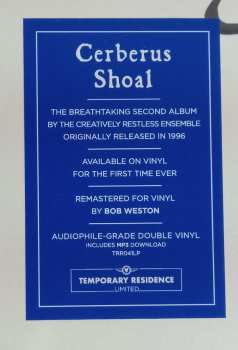 Cerberus
Shoal
THE BREATHTAKING SECOND ALBUM
BY THE CREATIVELY RESTLESS ENSEMBLE
ORIGINALLY RELEASED IN 1996
AVAILABLE ON VINYL
FOR THE FIRST TIME EVER
REMASTERED FOR VINYL
BY BOB WESTON
AUDIOPHILE-GRADE DOUBLE VINYL
INCLUDES MP3 DOWNLOAD
TRR041LP
TEMPORARY RESIDENCE
LIMITED